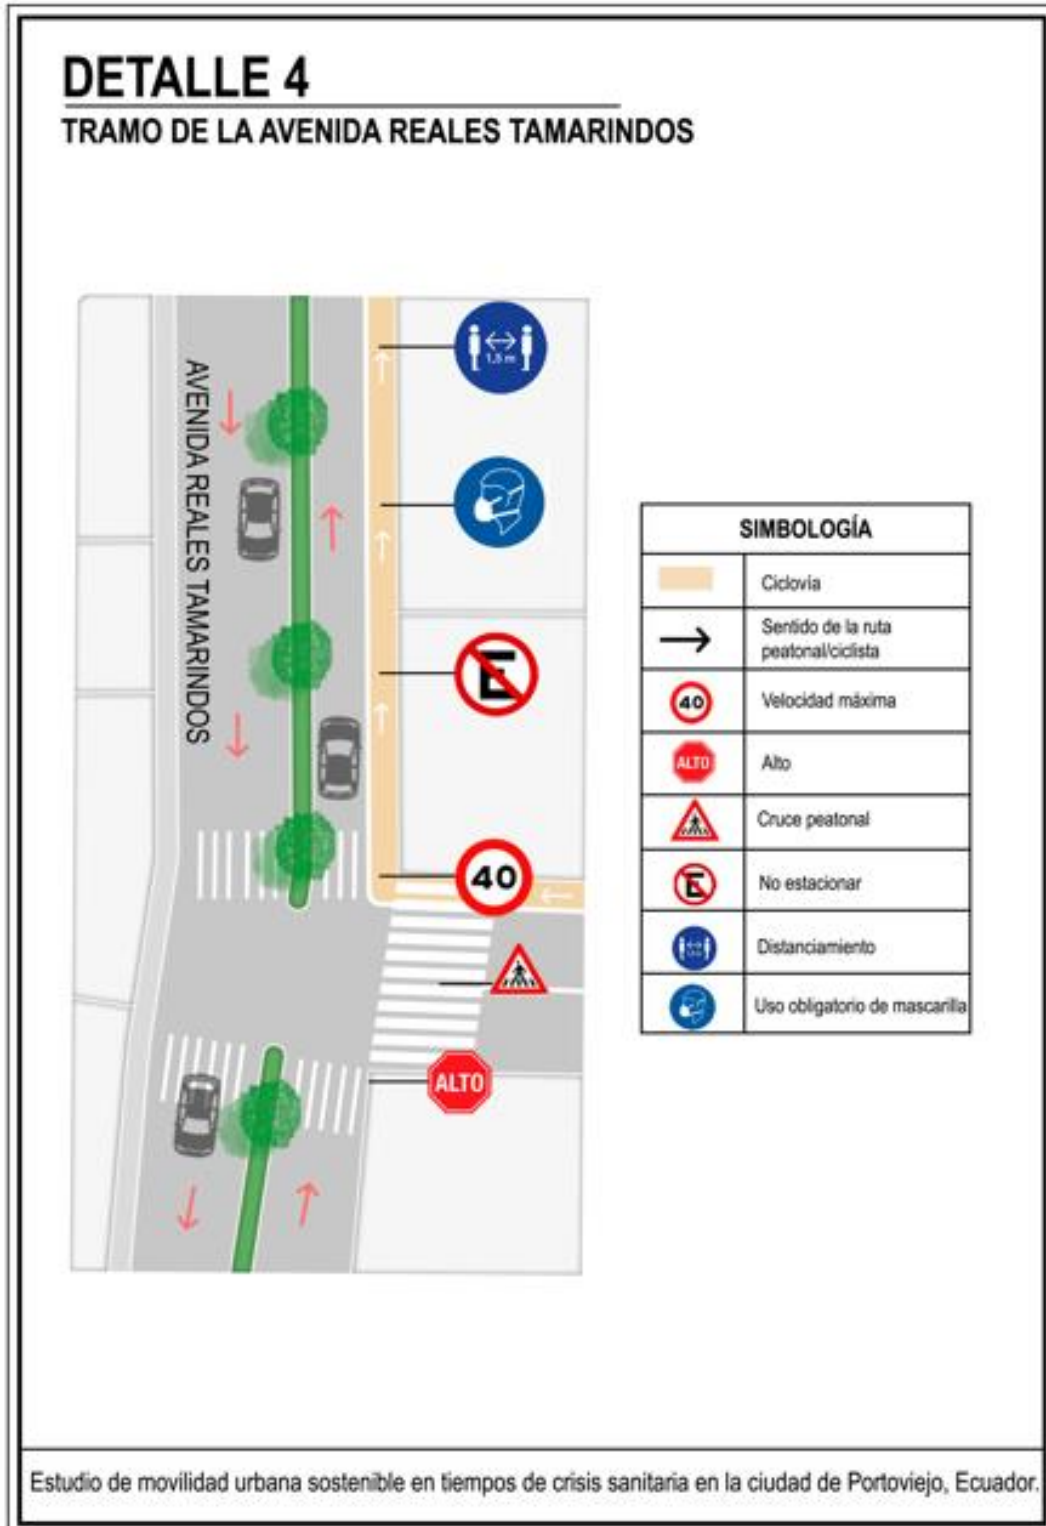 DETALLE 4
TRAMO DE LA AVENIDA REALES TAMARINDOS
AVENIDA REALES TAMARINDOS
1,5 m
E
40
ALTO
SIMBOLOGÍA
Ciclovía
Sentido de la ruta
peatonal/ciclista
40
Velocidad máxima
ALTO
Alto
Cruce peatonal
E
No estacionar
Distanciamiento
Uso obligatorio de mascarilla
Estudio de movilidad urbana sostenible en tiempos de crisis sanitaria en la ciudad de Portoviejo, Ecuador.